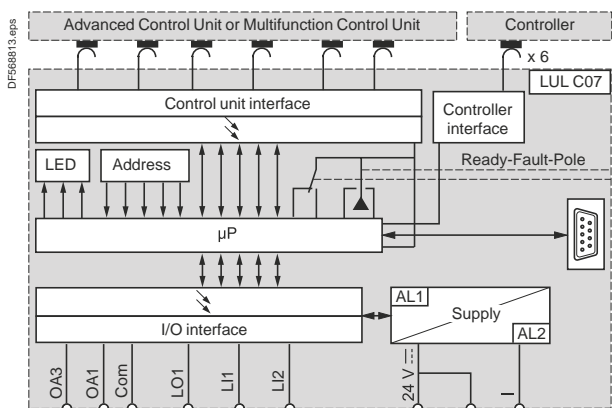 DF568813.eps
Advanced Control Unit or Multifunction Control Unit
Controller
x 6
LUL C07
Control unit interface
Controller
interface
LED
Address
Ready-Fault-Pole
µP
AL1
Supply
AL2
I/O interface
OA3
OA1
Com
LO1
LI1
LI2
24 V